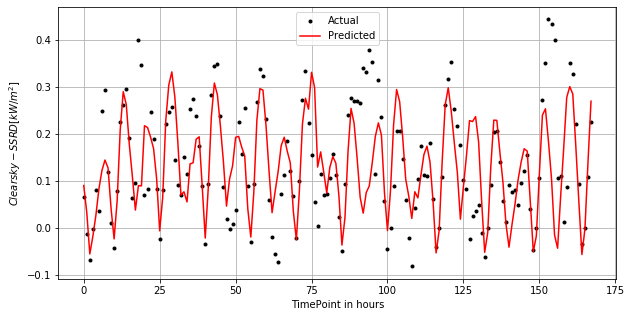 Actual
Predicted
0.4
0.3
0.2
0.1
0.0
−0.1
Clearsky − SSRD[kW/m²]
0 25 50 75 100 125 150 175
TimePoint in hours